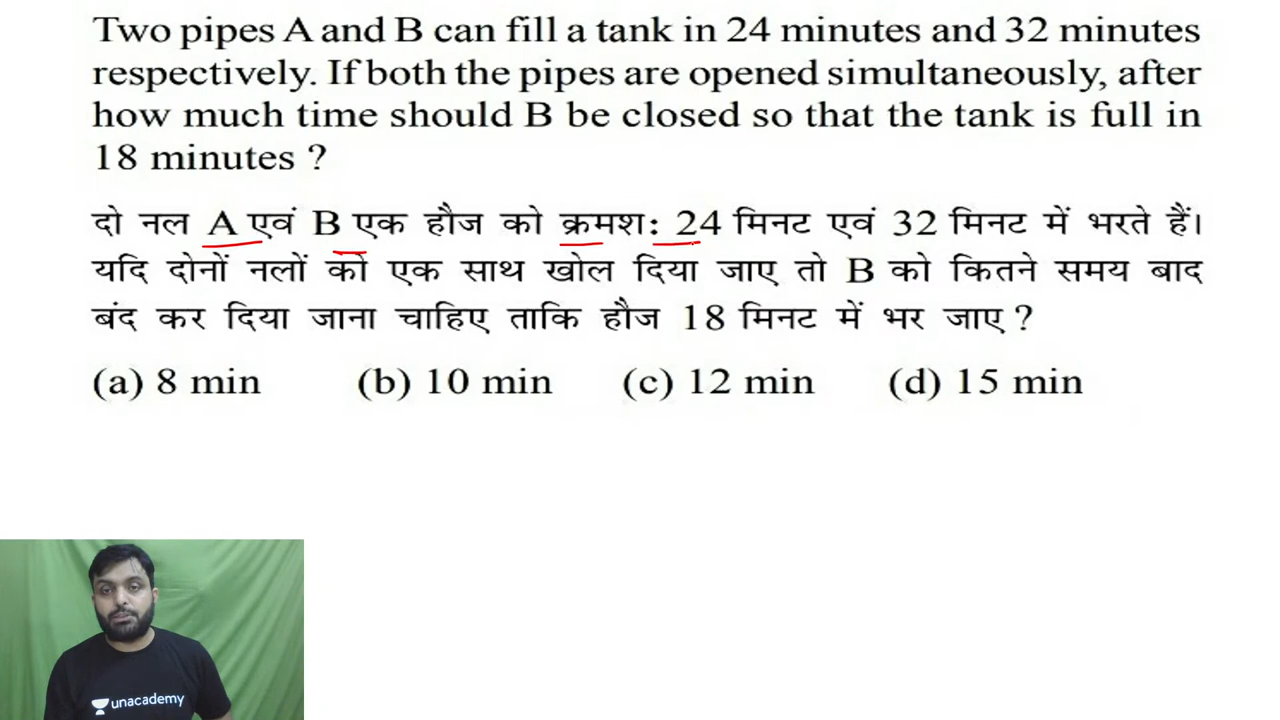 Two pipes A and B can fill a tank in 24 minutes and 32 minutes
respectively. If both the pipes are opened simultaneously, after
how much time should B be closed so that the tank is full in
18 minutes ?
दो नल A एवं B एक हौज को क्रमश: 24 मिनट एवं 32 मिनट में भरते हैं।
यदि दोनों नलों को एक साथ खोल दिया जाए तो B को कितने समय बाद
बंद कर दिया जाना चाहिए ताकि हौज 18 मिनट में भर जाए ?
(a) 8 min (b) 10 min (c) 12 min (d) 15 min
unacademy